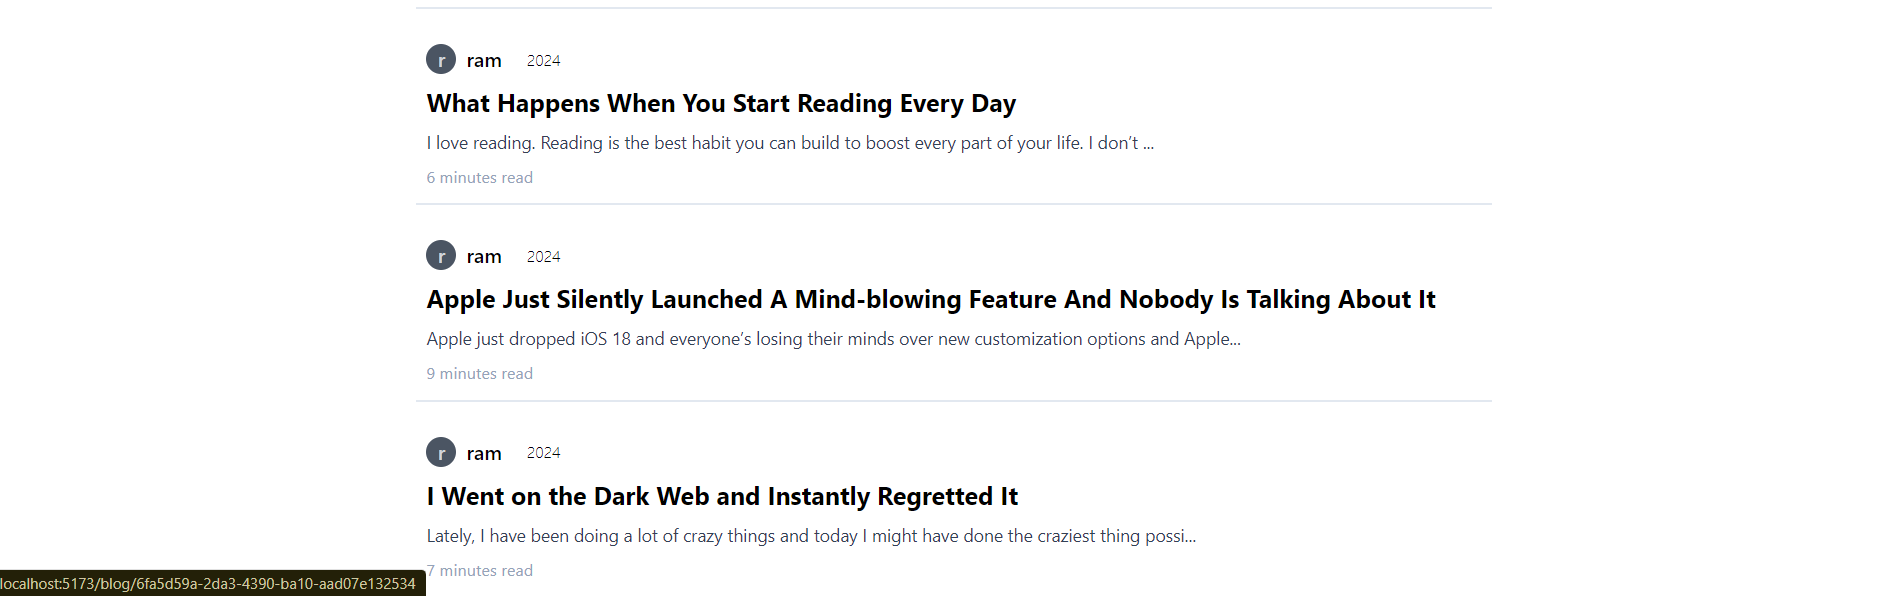 r ram 2024
What Happens When You Start Reading Every Day
I love reading. Reading is the best habit you can build to boost every part of your life. I don’t ...
6 minutes read
r ram 2024
Apple Just Silently Launched A Mind-blowing Feature And Nobody Is Talking About It
Apple just dropped iOS 18 and everyone’s losing their minds over new customization options and Apple...
9 minutes read
r ram 2024
I Went on the Dark Web and Instantly Regretted It
Lately, I have been doing a lot of crazy things and today I might have done the craziest thing possi...
7 minutes read
localhost:5173/blog/6fa5d59a-2da3-4390-ba10-aad07e132534